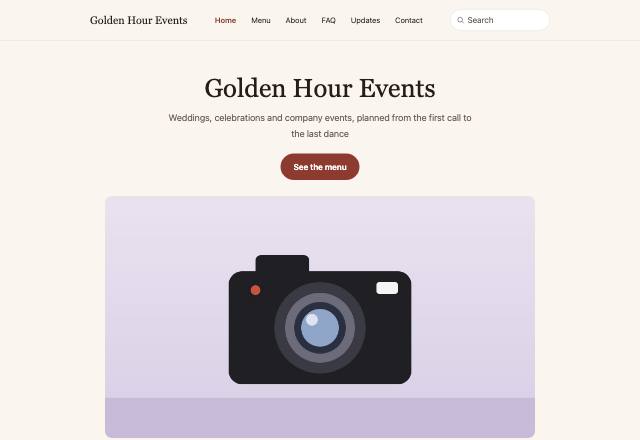 Golden Hour Events
Home Menu About FAQ Updates Contact
Search
Golden Hour Events
Weddings, celebrations and company events, planned from the first call to
the last dance
See the menu